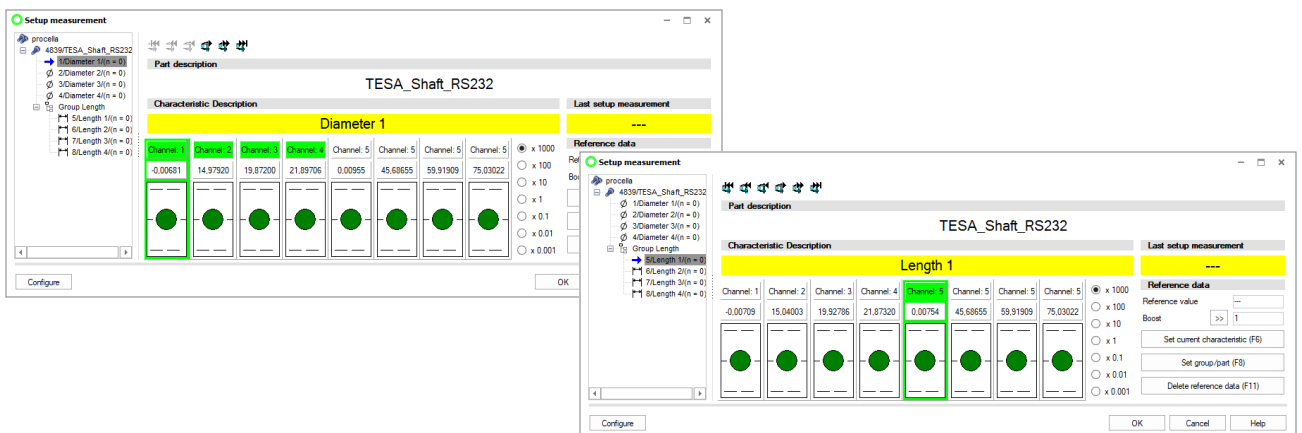 Setup measurement
procella
4839/TESA_Shaft_RS232
1/Diameter 1/(n = 0)
2/Diameter 2/(n = 0)
3/Diameter 3/(n = 0)
4/Diameter 4/(n = 0)
Group Length
5/Length 1/(n = 0)
6/Length 2/(n = 0)
7/Length 3/(n = 0)
8/Length 4/(n = 0)
Part description
TESA_Shaft_RS232
Characteristic Description
Last setup measurement
Diameter 1
---
Reference data
Channel: 1 Channel: 2 Channel: 3 Channel: 4 Channel: 5 Channel: 5 Channel: 5 Channel: 5
-0,00681 14,97920 19,87200 21,89706 0,00955 45,68655 59,91909 75,03022
x 1000
x 100
x 10
x 1
x 0.1
x 0.01
x 0.001
Configure
OK
Setup measurement
procella
4839/TESA_Shaft_RS232
1/Diameter 1/(n = 0)
2/Diameter 2/(n = 0)
3/Diameter 3/(n = 0)
4/Diameter 4/(n = 0)
Group Length
5/Length 1/(n = 0)
6/Length 2/(n = 0)
7/Length 3/(n = 0)
8/Length 4/(n = 0)
Part description
TESA_Shaft_RS232
Characteristic Description
Last setup measurement
Length 1
---
Reference data
Channel: 1 Channel: 2 Channel: 3 Channel: 4 Channel: 5 Channel: 5 Channel: 5 Channel: 5
-0,00709 15,04003 19,92786 21,87320 0,00754 45,68655 59,91909 75,03022
x 1000
x 100
x 10
x 1
x 0.1
x 0.01
x 0.001
Reference value ---
Boost >> 1
Set current characteristic (F6)
Set group/part (F8)
Delete reference data (F11)
Configure
OK Cancel Help